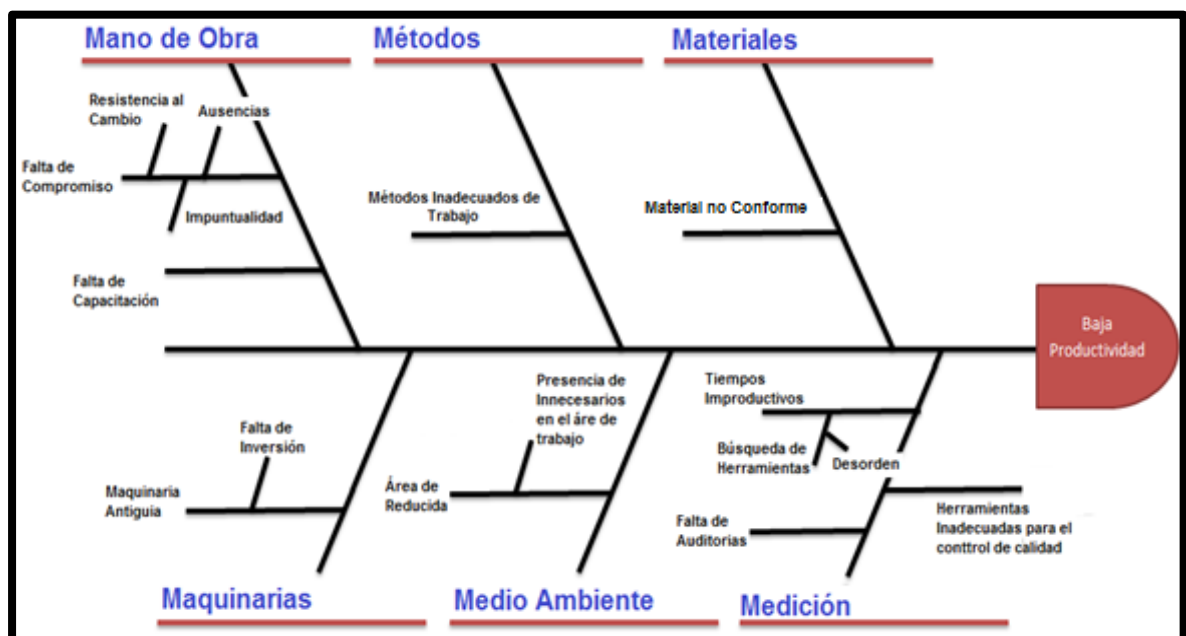 Mano de Obra
Métodos
Materiales
Resistencia al
Cambio
Ausencias
Falta de
Compromiso
Impuntualidad
Falta de
Capacitación
Métodos Inadecuados de
Trabajo
Material no Conforme
Baja
Productividad
Falta de
Inversión
Maquinaria
Antiguia
Presencia de
Innecesarios
en el áre de
trabajo
Área de
Reducida
Tiempos
Improductivos
Búsqueda de
Herramientas
Desorden
Falta de
Auditorias
Herramientas
Inadecuadas para el
conttrol de calidad
Maquinarias
Medio Ambiente
Medición